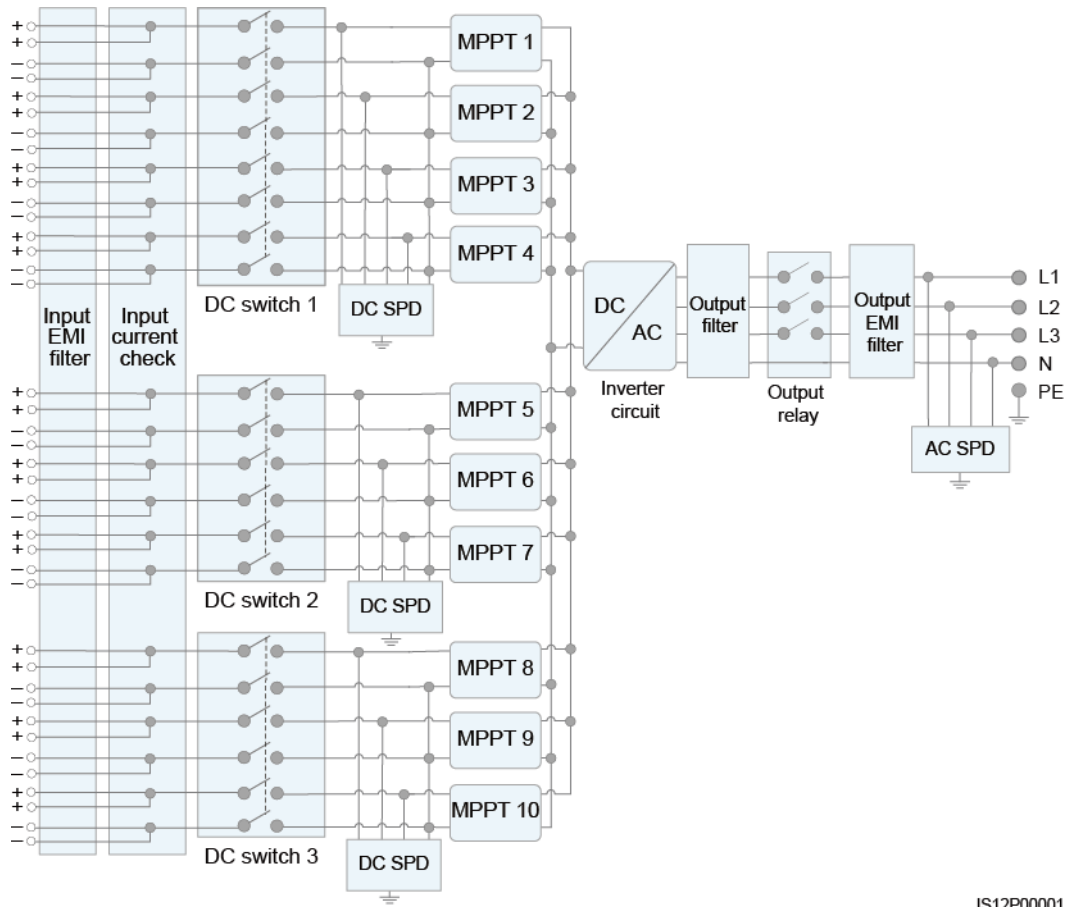 +
+
−
−
+
+
−
−
+
+
−
−
+
+
−
−
MPPT 1
MPPT 2
MPPT 3
MPPT 4
DC switch 1
DC SPD
Input
EMI
filter
Input
current
check
DC
AC
Inverter
circuit
Output
filter
Output
relay
Output
EMI
filter
L1
L2
L3
N
PE
AC SPD
+
+
−
−
+
+
−
−
+
+
−
−
MPPT 5
MPPT 6
MPPT 7
DC switch 2
DC SPD
+
+
−
−
+
+
−
−
+
+
−
−
MPPT 8
MPPT 9
MPPT 10
DC switch 3
DC SPD